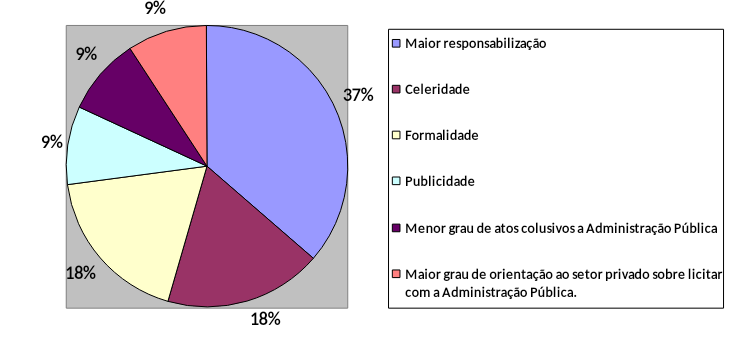 9%
9%
37%
9%
18%
18%
Maior responsabilização
Celeridade
Formalidade
Publicidade
Menor grau de atos colusivos a Administração Pública
Maior grau de orientação ao setor privado sobre licitar
com a Administração Pública.